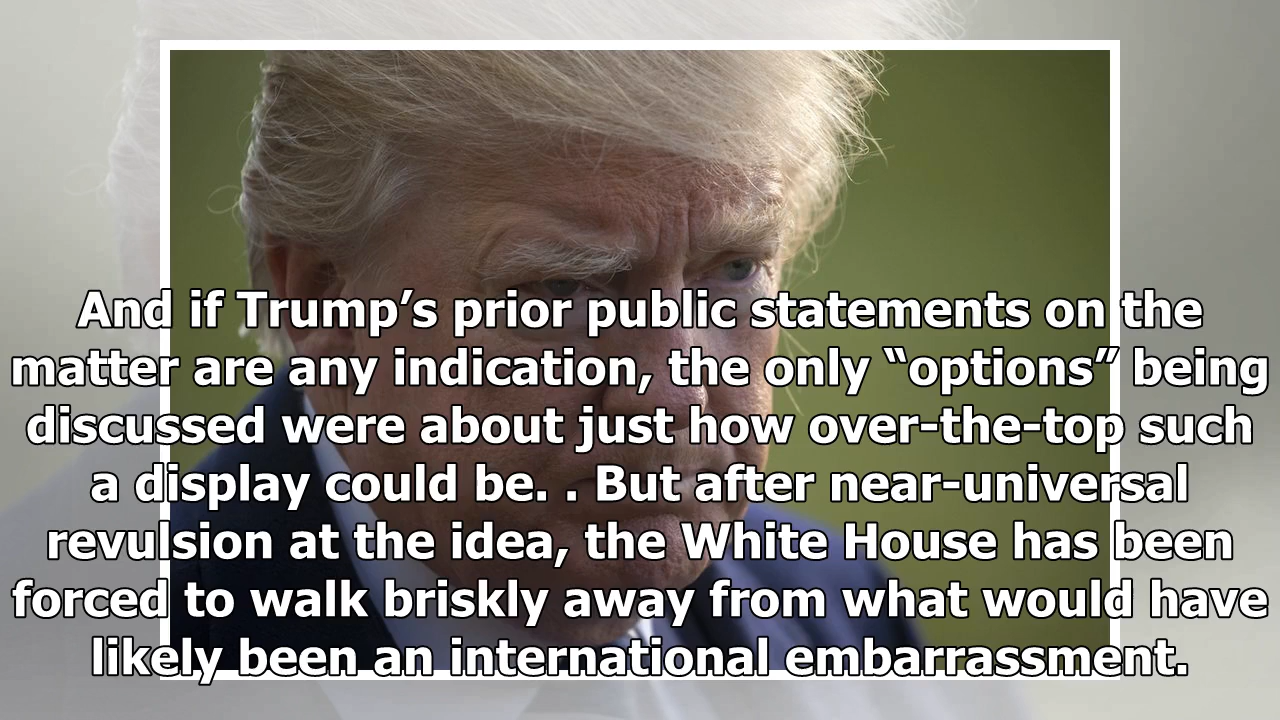 And if Trump’s prior public statements on the
matter are any indication, the only “options” being
discussed were about just how over-the-top such
a display could be. . But after near-universal
revulsion at the idea, the White House has been
forced to walk briskly away from what would have
likely been an international embarrassment.